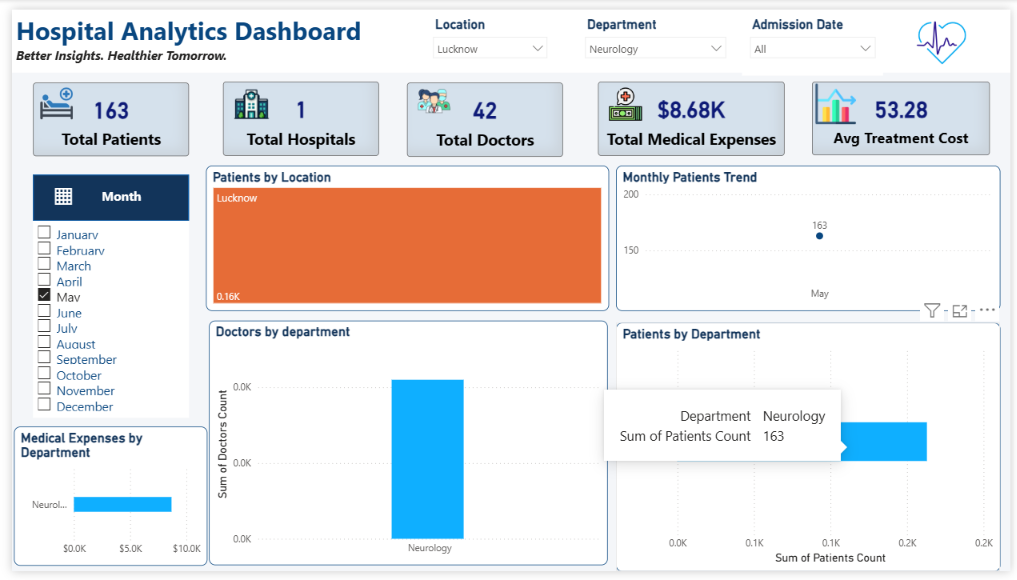 Hospital Analytics Dashboard
Better Insights. Healthier Tomorrow.
Location
Lucknow
Department
Neurology
Admission Date
All
163
Total Patients
1
Total Hospitals
42
Total Doctors
$8.68K
Total Medical Expenses
53.28
Avg Treatment Cost
Month
January
February
March
April
May
June
July
August
September
October
November
December
Patients by Location
Lucknow
0.16K
Monthly Patients Trend
200
163
150
May
Medical Expenses by
Department
Neurol...
$0.0K $5.0K $10.0K
Doctors by department
Sum of Doctors Count
0.0K
0.0K
0.0K
Neurology
Patients by Department
Department Neurology
Sum of Patients Count 163
0.0K 0.1K 0.1K 0.2K 0.2K
Sum of Patients Count